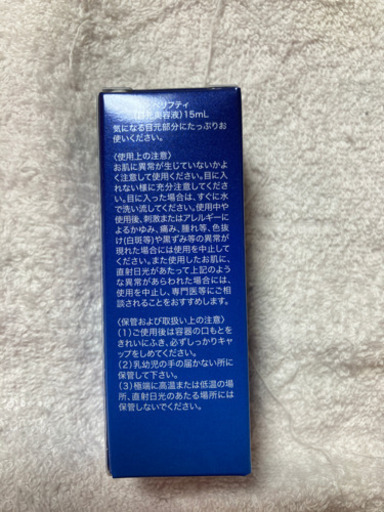 ソフティ
美容液)15mL
気になる目元部分にたっぷりお
使いください。
〈使用上の注意〉
お肌に異常が生じていないかよ
く注意して使用ください。目に入
れない様に充分注意してくださ
い。目に入った場合は、すぐに水
で洗い流してください。使用中や
使用後、刺激またはアレルギーに
よるかゆみ、痛み、腫れ等、色抜
け(白斑等)や黒ずみ等の異常が
現れた場合には使用を中止してく
ださい。また使用したお肌に、
直射日光があたって上記のよう
な異常があらわれた場合には、
使用を中止し、専門医等にご相
談されることをおすすめします。
〈保管および取扱い上の注意〉
(1)ご使用後は容器の口もとを
きれいにふき、必ずしっかりキャ
ップをしめてください。
(2)乳幼児の手の届かない所に
保管して下さい。
(3)極端に高温または低温の場
所、直射日光のあたる場所には
保管しないでください。